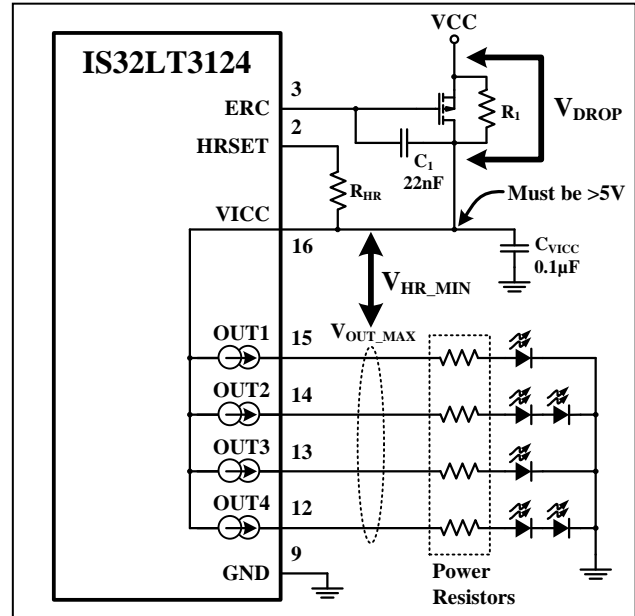 VCC
IS32LT3124
3
ERC
R1
VDROP
2
HRSET
C1
22nF
RHR
Must be >5V
VICC
16
CVICC
0.1µF
VHR_MIN
VOUT_MAX
OUT1
15
OUT2
14
OUT3
13
OUT4
12
9
GND
Power
Resistors